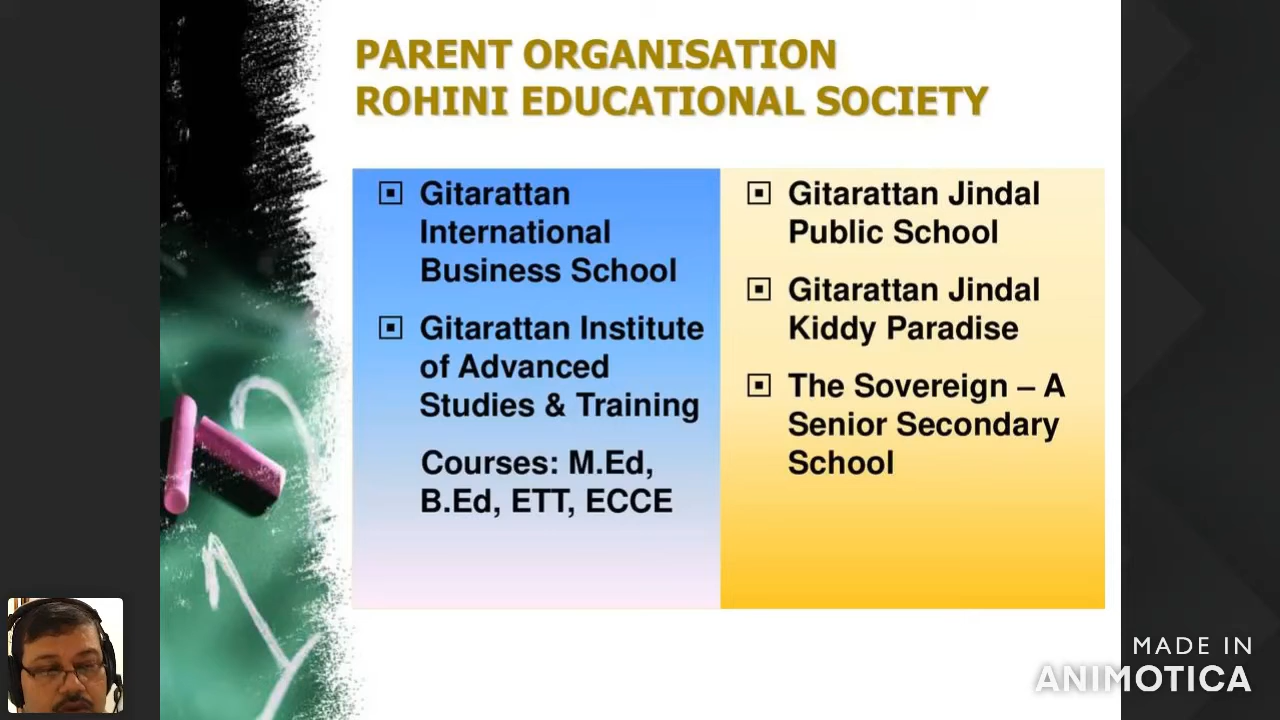 PARENT ORGANISATION
ROHINI EDUCATIONAL SOCIETY
Gitarattan
International
Business School
Gitarattan Institute
of Advanced
Studies & Training
Courses: M.Ed,
B.Ed, ETT, ECCE
Gitarattan Jindal
Public School
Gitarattan Jindal
Kiddy Paradise
The Sovereign – A
Senior Secondary
School
MADE IN
ANIMOTICA